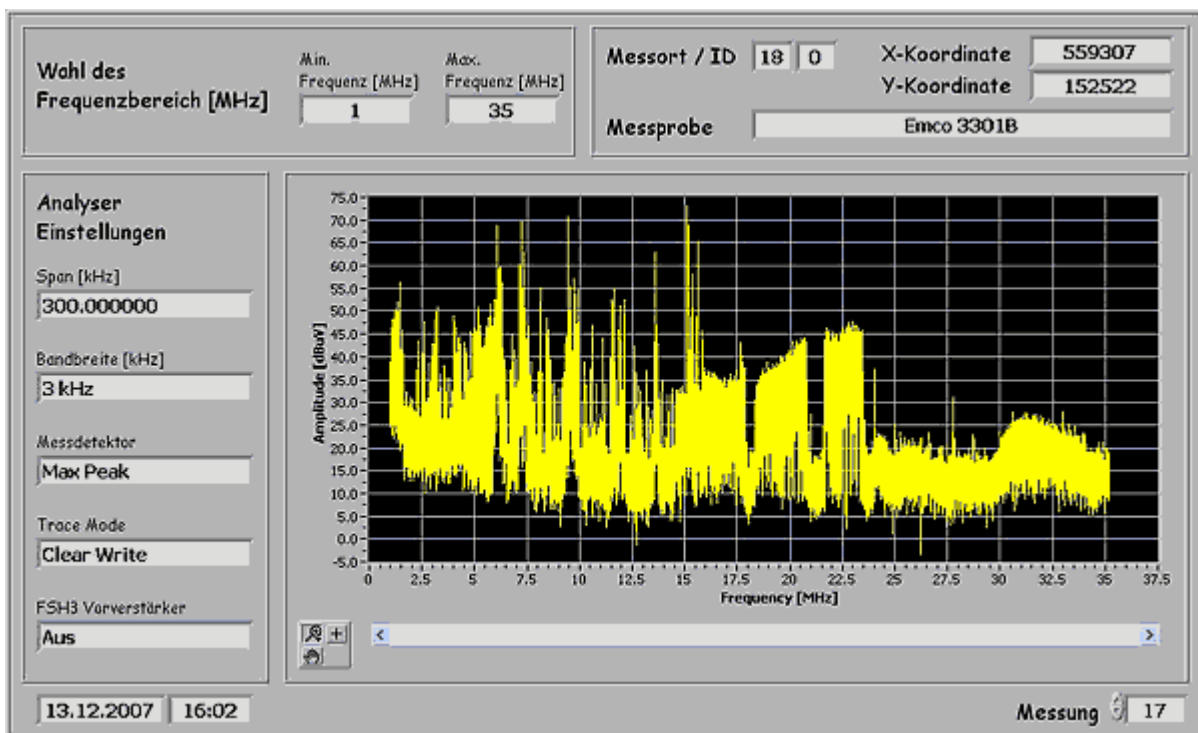 Wahl des
Frequenzbereich [MHz]
Min.
Frequenz [MHz]
1
Max.
Frequenz [MHz]
35
Messort / ID 18 0
X-Koordinate 559307
Y-Koordinate 152522
Messprobe Emco 3301B
Analyser
Einstellungen
Span [kHz]
300.000000
Bandbreite [kHz]
3 kHz
Messdetektor
Max Peak
Trace Mode
Clear Write
FSH3 Vorverstärker
Aus
Amplitude [dBuV]
75.0
70.0
65.0
60.0
55.0
50.0
45.0
40.0
35.0
30.0
25.0
20.0
15.0
10.0
5.0
0.0
-5.0
0 2.5 5 7.5 10 12.5 15 17.5 20 22.5 25 27.5 30 32.5 35 37.5
Frequency [MHz]
13.12.2007 16:02
Messung 17